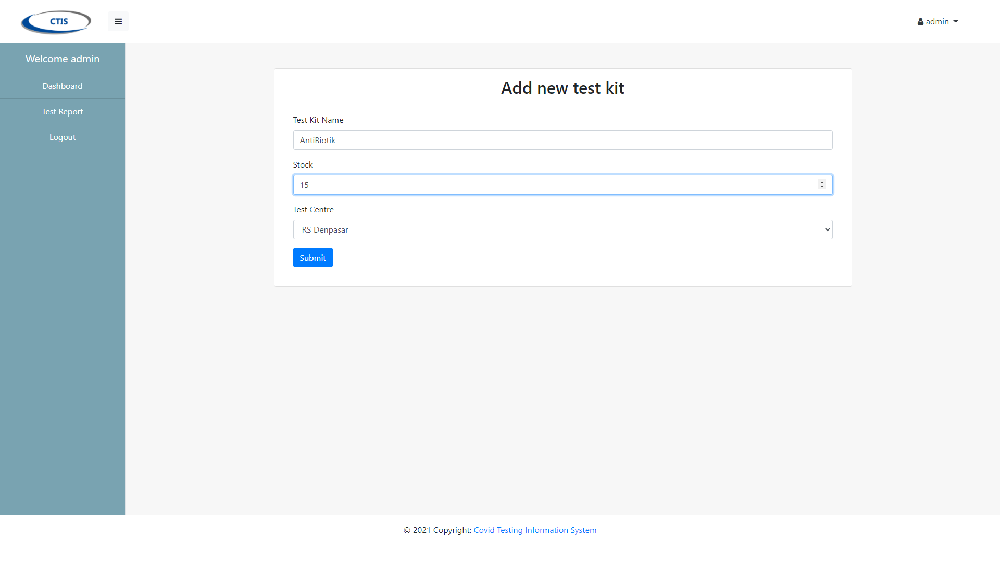 CTIS
admin
Welcome admin
Dashboard
Test Report
Logout
Add new test kit
Test Kit Name
AntiBiotik
Stock
15
Test Centre
RS Denpasar
Submit
© 2021 Copyright: Covid Testing Information System